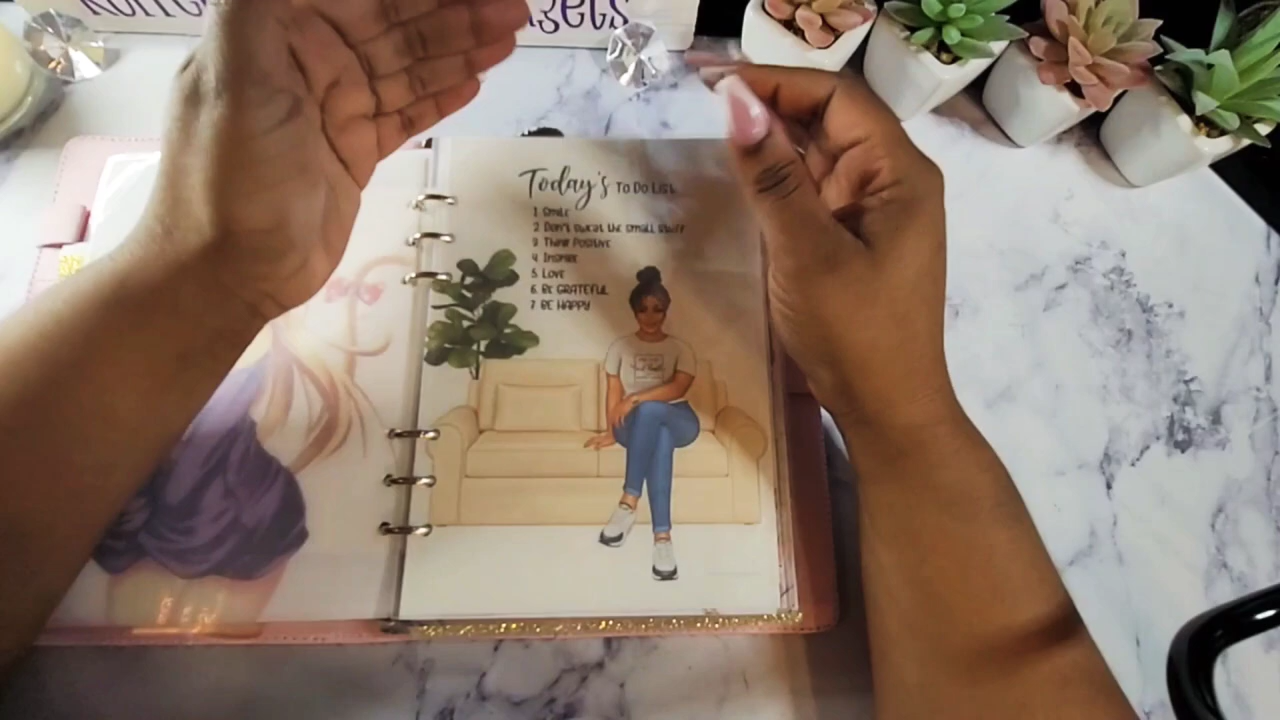 Today's To Do List
1 Smile
2 Don't sweat the small stuff
3 Think Positive
4 Inspire
5. Love
6. BE GRATEFUL
7 BE HAPPY